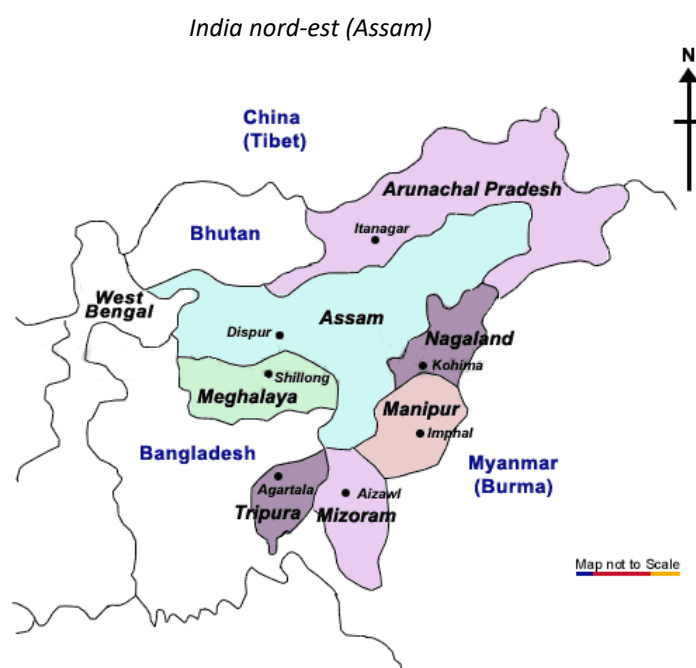 India nord-est (Assam)
N
China
(Tibet)
Arunachal Pradesh
Itanagar
Bhutan
West
Bengal
Assam
Dispur
Nagaland
Kohima
Shillong
Meghalaya
Manipur
Imphal
Bangladesh
Myanmar
(Burma)
Agartala
Aizawl
Tripura
Mizoram
Map not to Scale